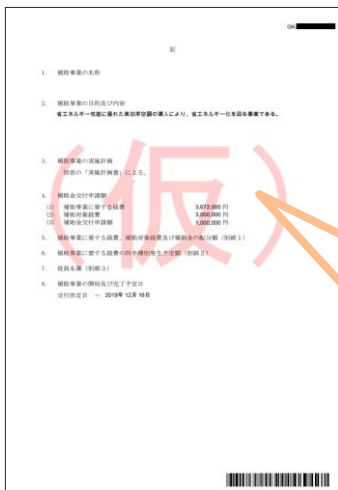 記
1. 補助事業の名称
2. 補助事業の目的及び内容
省エネルギー性能に優れた高効率空調の導入により、省エネルギー化を図る事業である。
3. 補助事業の実施計画
別添の「実施計画書」による。
4. 補助金交付申請額
(1) 補助事業に要する経費 3,672,000 円
(2) 補助対象経費 3,000,000 円
(3) 補助金交付申請額 1,000,000 円
5. 補助事業に要する経費、補助対象経費及び補助金の配分額（別紙1）
6. 補助事業に要する経費の四半期別発生予定額（別紙2）
7. 役員名簿（別紙3）
8. 補助事業の開始及び完了予定日
交付決定日 ～ 2019年 12月 16日
（仮）